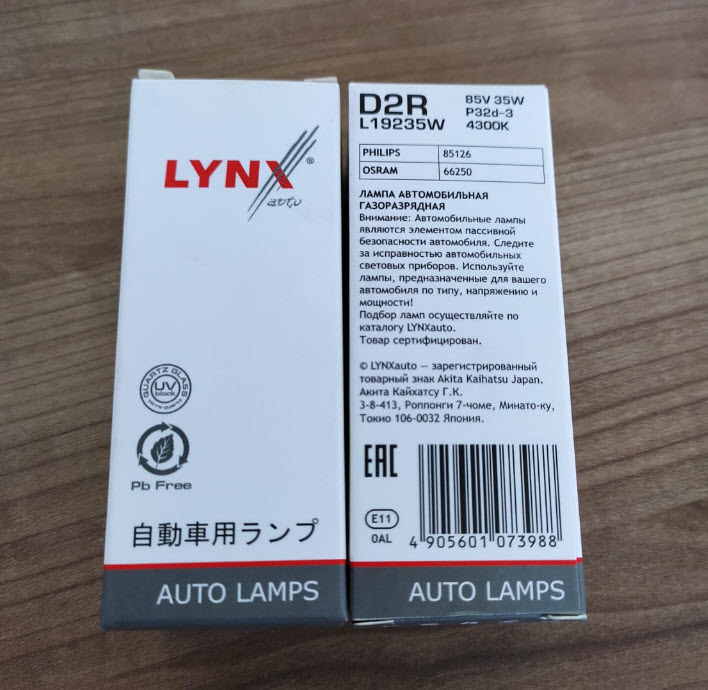 LYNX®
auto
QUARTZ GLASS
UV
block
Pb Free
自動車用ランプ
AUTO LAMPS
D2R
L19235W
85V 35W
P32d-3
4300K
PHILIPS 85126
OSRAM 66250
ЛАМПА АВТОМОБИЛЬНАЯ
ГАЗОРАЗРЯДНАЯ
Внимание: Автомобильные лампы
являются элементом пассивной
безопасности автомобиля. Следите
за исправностью автомобильных
световых приборов. Используйте
лампы, предназначенные для вашего
автомобиля по типу, напряжению и
мощности!
Подбор ламп осуществляйте по
каталогу LYNXauto.
Товар сертифицирован.
© LYNXauto — зарегистрированный
товарный знак Akita Kaihatsu Japan.
Акита Кайхатсу Г.К.
3-8-413, Роппонги 7-чоме, Минато-ку,
Токио 106-0032 Япония.
EAC
E11
0AL
4 905601 073988
AUTO LAMPS